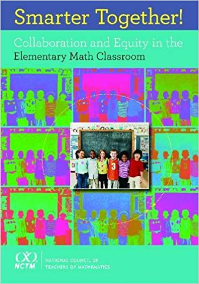 Smarter Together!
Collaboration and Equity in the
Elementary Math Classroom
NCTM
NATIONAL COUNCIL OF
TEACHERS OF MATHEMATICS